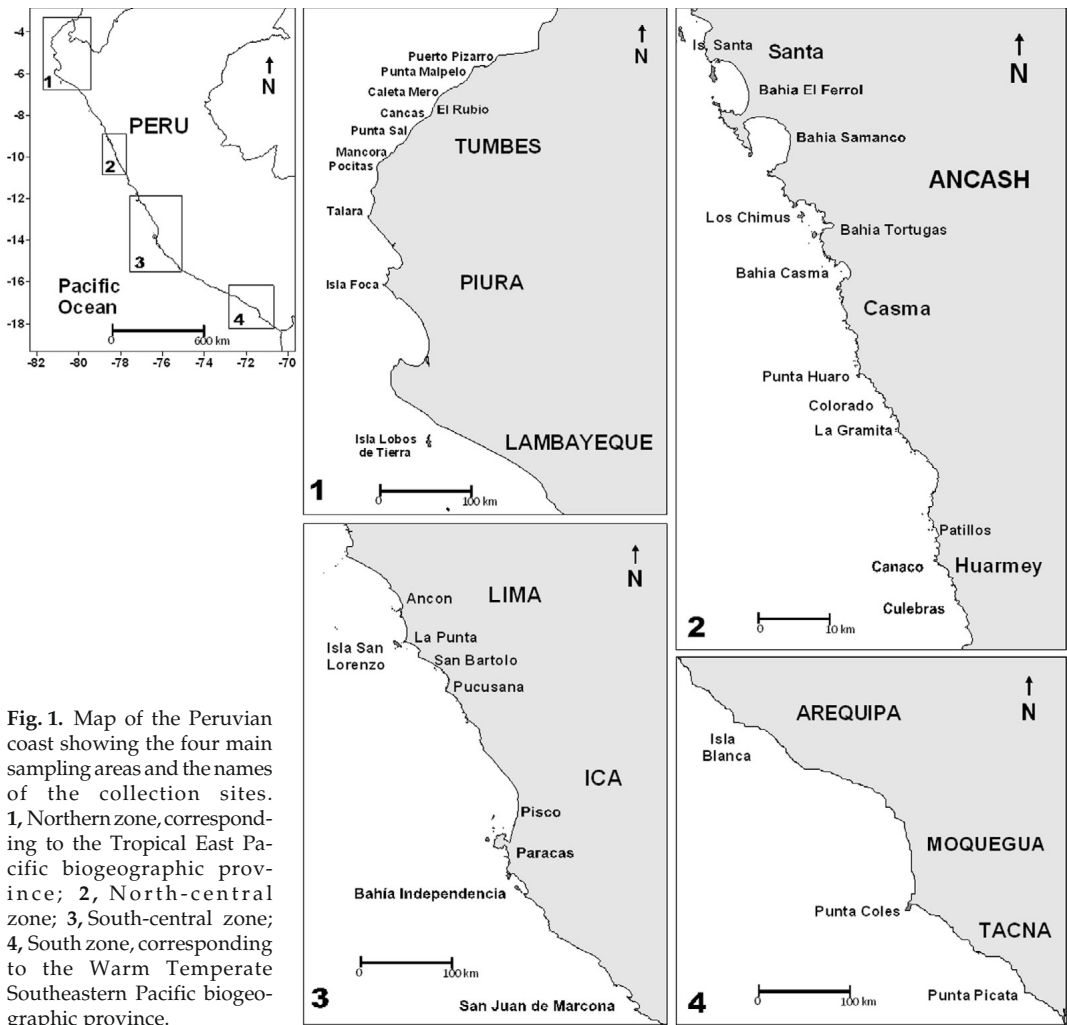 -4
-6
-8
-10
-12
-14
-16
-18
-82
-80
-78
-76
-74
-72
-70
1
2
3
4
PERU
N
Pacific
Ocean
0
600 km
Puerto Pizarro
Punta Malpelo
Caleta Mero
Cancas
El Rubio
Punta Sal
TUMBES
Mancora
Pocitas
Talara
Isla Foca
PIURA
Isla Lobos
de Tierra
LAMBAYEQUE
N
1
0
100 km
Is. Santa
Santa
N
Bahia El Ferrol
Bahia Samanco
ANCASH
Los Chimus
Bahia Tortugas
Bahia Casma
Casma
Punta Huaro
Colorado
La Gramita
Patillos
Canaco
Huarmey
Culebras
2
0
10 km
N
LIMA
Ancon
La Punta
Isla San
Lorenzo
San Bartolo
Pucusana
ICA
Pisco
Paracas
Bahía Independencia
San Juan de Marcona
3
0
100 km
AREQUIPA
N
Isla
Blanca
MOQUEGUA
Punta Coles
TACNA
Punta Picata
4
0
100 km
Fig. 1. Map of the Peruvian
coast showing the four main
sampling areas and the names
of the collection sites.
1, Northern zone, correspond-
ing to the Tropical East Pa-
cific biogeographic prov-
ince; 2, North-central
zone; 3, South-central zone;
4, South zone, corresponding
to the Warm Temperate
Southeastern Pacific biogeo-
graphic province.